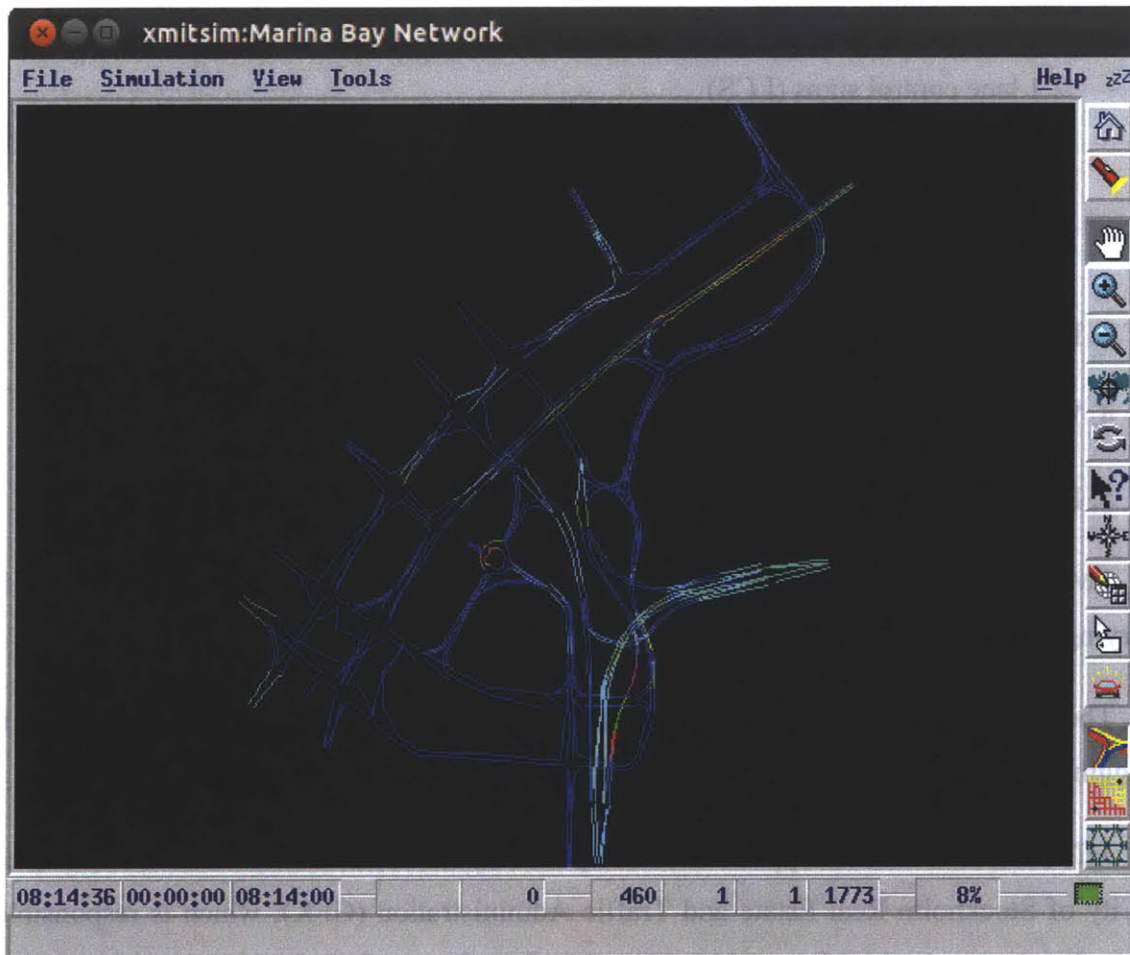 xmitsim:Marina Bay Network
File Simulation View Tools Help zZZ
08:14:36 00:00:00 08:14:00 0 460 1 1 1773 8%